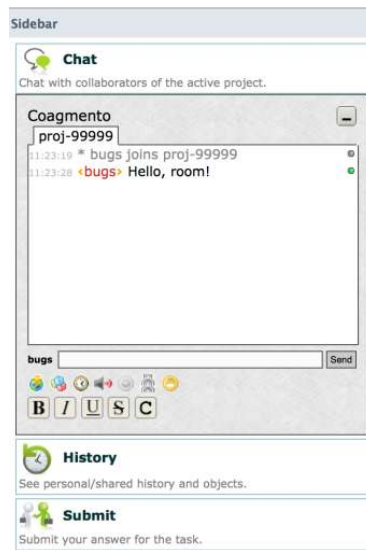 Sidebar
Chat
Chat with collaborators of the active project.
Coagmento
proj-99999
11:23:19 * bugs joins proj-99999
11:23:28 ‹bugs› Hello, room!
bugs Send
B I U S C
History
See personal/shared history and objects.
Submit
Submit your answer for the task.